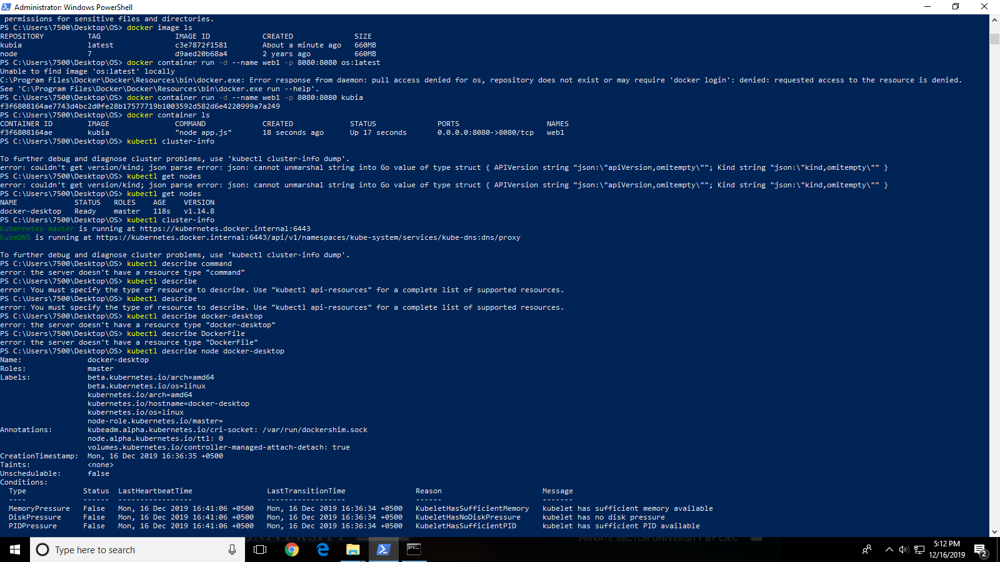 Administrator: Windows PowerShell
permissions for sensitive files and directories.
PS C:\Users\7500\Desktop\OS> docker image ls
REPOSITORY TAG IMAGE ID CREATED SIZE
kubia latest c3e7872f1581 About a minute ago 660MB
node 7 d9aed20b68a4 2 years ago 660MB
PS C:\Users\7500\Desktop\OS> docker container run -d --name web1 -p 8080:8080 os:latest
Unable to find image 'os:latest' locally
C:\Program Files\Docker\Docker\Resources\bin\docker.exe: Error response from daemon: pull access denied for os, repository does not exist or may require 'docker login': denied: requested access to the resource is denied.
See 'C:\Program Files\Docker\Docker\Resources\bin\docker.exe run --help'.
PS C:\Users\7500\Desktop\OS> docker container run -d --name web1 -p 8080:8080 kubia
f3f6808164ae7743d4bc2d0fe28b17577719b1003592d582d6e4220999a7a249
PS C:\Users\7500\Desktop\OS> docker container ls
CONTAINER ID IMAGE COMMAND CREATED STATUS PORTS NAMES
f3f6808164ae kubia "node app.js" 18 seconds ago Up 17 seconds 0.0.0.0:8080->8080/tcp web1
PS C:\Users\7500\Desktop\OS> kubectl cluster-info
To further debug and diagnose cluster problems, use 'kubectl cluster-info dump'.
error: couldn't get version/kind; json parse error: json: cannot unmarshal string into Go value of type struct { APIVersion string "json:\"apiVersion,omitempty\""; Kind string "json:\"kind,omitempty\"" }
PS C:\Users\7500\Desktop\OS> kubectl get nodes
error: couldn't get version/kind; json parse error: json: cannot unmarshal string into Go value of type struct { APIVersion string "json:\"apiVersion,omitempty\""; Kind string "json:\"kind,omitempty\"" }
PS C:\Users\7500\Desktop\OS> kubectl get nodes
NAME STATUS ROLES AGE VERSION
docker-desktop Ready master 118s v1.14.8
PS C:\Users\7500\Desktop\OS> kubectl cluster-info
Kubernetes master is running at https://kubernetes.docker.internal:6443
KubeDNS is running at https://kubernetes.docker.internal:6443/api/v1/namespaces/kube-system/services/kube-dns:dns/proxy
To further debug and diagnose cluster problems, use 'kubectl cluster-info dump'.
PS C:\Users\7500\Desktop\OS> kubectl describe command
error: the server doesn't have a resource type "command"
PS C:\Users\7500\Desktop\OS> kubectl describe
error: You must specify the type of resource to describe. Use "kubectl api-resources" for a complete list of supported resources.
PS C:\Users\7500\Desktop\OS> kubectl describe
error: You must specify the type of resource to describe. Use "kubectl api-resources" for a complete list of supported resources.
PS C:\Users\7500\Desktop\OS> kubectl describe docker-desktop
error: the server doesn't have a resource type "docker-desktop"
PS C:\Users\7500\Desktop\OS> kubectl describe DockerFile
error: the server doesn't have a resource type "DockerFile"
PS C:\Users\7500\Desktop\OS> kubectl describe node docker-desktop
Name: docker-desktop
Roles: master
Labels: beta.kubernetes.io/arch=amd64
beta.kubernetes.io/os=linux
kubernetes.io/arch=amd64
kubernetes.io/hostname=docker-desktop
kubernetes.io/os=linux
node-role.kubernetes.io/master=
Annotations: kubeadm.alpha.kubernetes.io/cri-socket: /var/run/dockershim.sock
node.alpha.kubernetes.io/ttl: 0
volumes.kubernetes.io/controller-managed-attach-detach: true
CreationTimestamp: Mon, 16 Dec 2019 16:36:35 +0500
Taints: <none>
Unschedulable: false
Conditions:
Type Status LastHeartbeatTime LastTransitionTime Reason Message
---- ------ ----------------- ------------------ ------ -------
MemoryPressure False Mon, 16 Dec 2019 16:41:06 +0500 Mon, 16 Dec 2019 16:36:34 +0500 KubeletHasSufficientMemory kubelet has sufficient memory available
DiskPressure False Mon, 16 Dec 2019 16:41:06 +0500 Mon, 16 Dec 2019 16:36:34 +0500 KubeletHasNoDiskPressure kubelet has no disk pressure
PIDPressure False Mon, 16 Dec 2019 16:41:06 +0500 Mon, 16 Dec 2019 16:36:34 +0500 KubeletHasSufficientPID kubelet has sufficient PID available
UNIVERSITY PRIVATE SECTOR UNIVERSITY BY CIEC
Type here to search
5:12 PM
12/16/2019
2